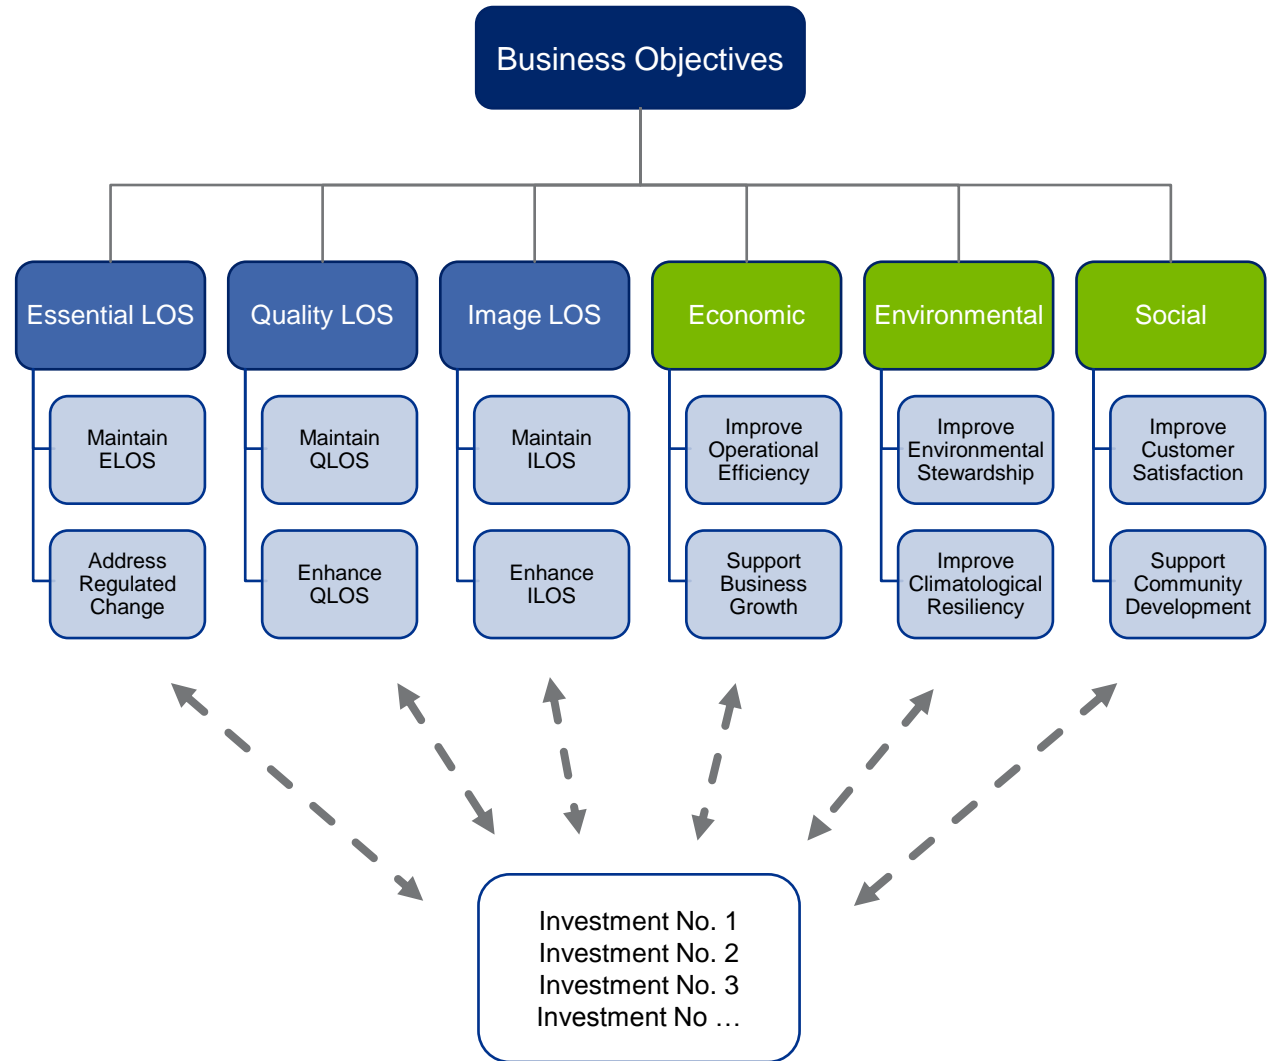 Business Objectives
Essential LOS
Quality LOS
Image LOS
Economic
Environmental
Social
Maintain
ELOS
Maintain
QLOS
Maintain
ILOS
Improve
Operational
Efficiency
Improve
Environmental
Stewardship
Improve
Customer
Satisfaction
Address
Regulated
Change
Enhance
QLOS
Enhance
ILOS
Support
Business
Growth
Improve
Climatological
Resiliency
Support
Community
Development
Investment No. 1
Investment No. 2
Investment No. 3
Investment No …